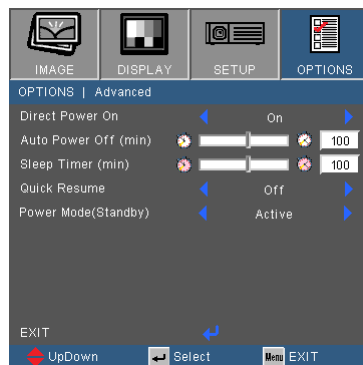 IMAGE DISPLAY SETUP OPTIONS
OPTIONS | Advanced
Direct Power On On
Auto Power Off (min) 100
Sleep Timer (min) 100
Quick Resume Off
Power Mode(Standby) Active
EXIT
UpDown Select Menu EXIT